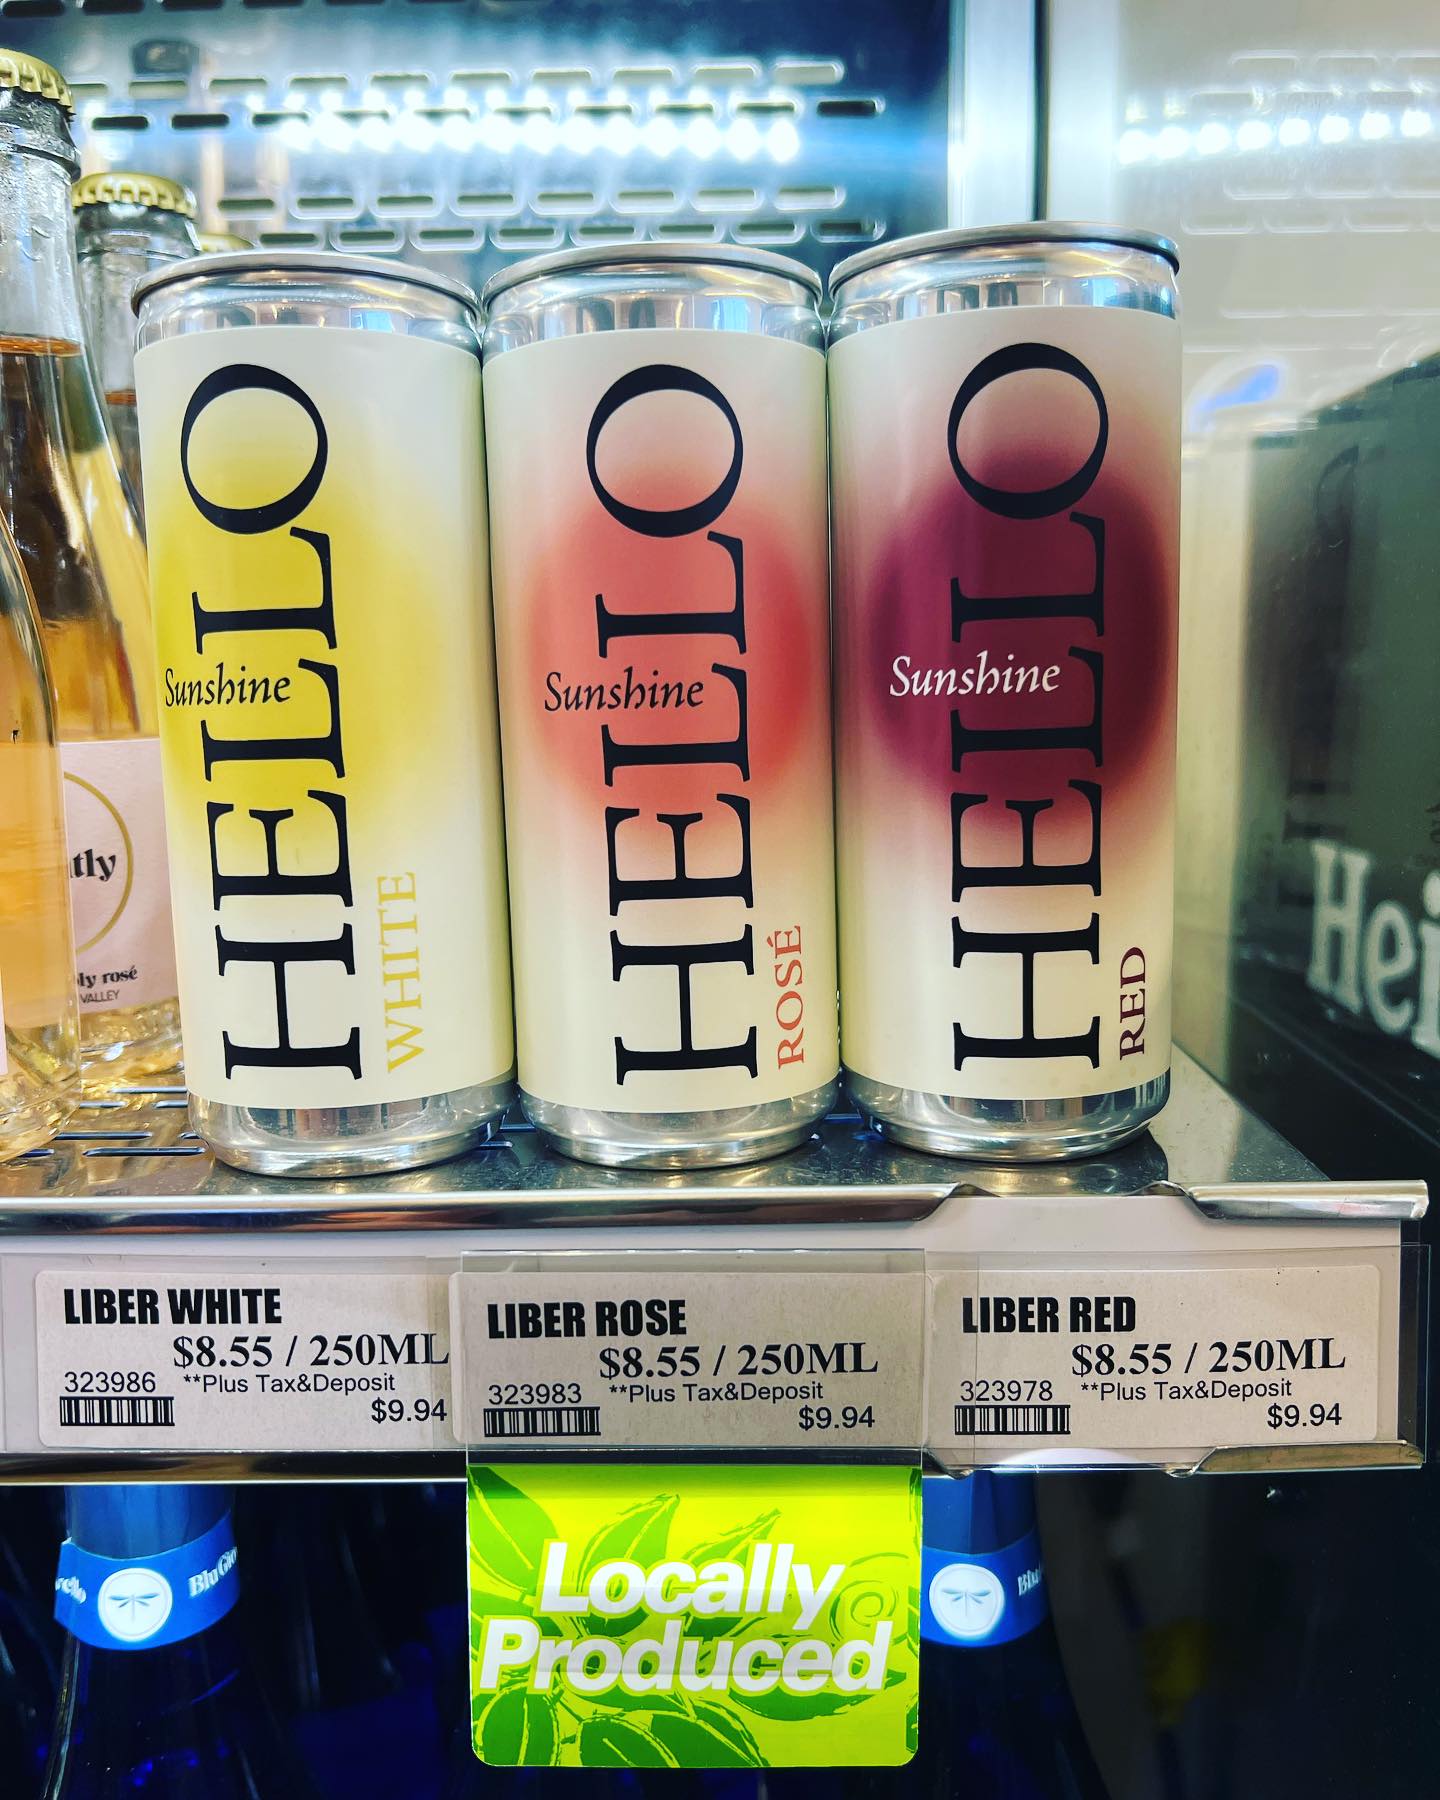 HELLO
Sunshine
WHITE
HELLO
Sunshine
ROSÉ
HELLO
Sunshine
RED
rosé
VALLEY
LIBER WHITE
$8.55 / 250ML
323986 **Plus Tax&Deposit
$9.94
LIBER ROSE
$8.55 / 250ML
323983 **Plus Tax&Deposit
$9.94
LIBER RED
$8.55 / 250ML
323978 **Plus Tax&Deposit
$9.94
Locally
Produced